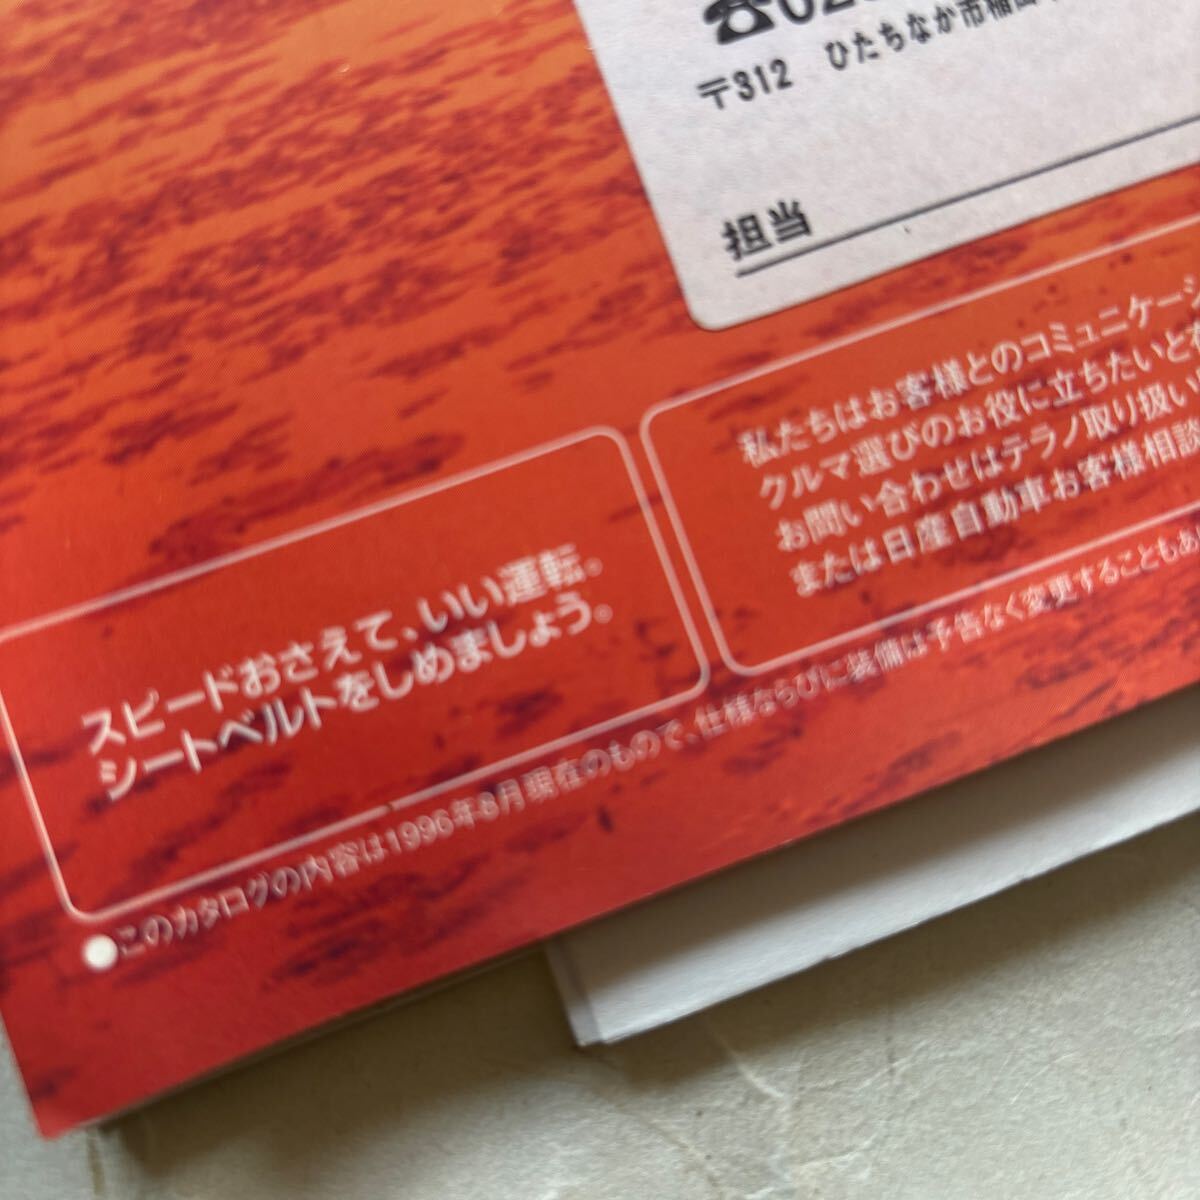 ☎02
〒312 ひたちなか市稲田
担当
私たちはお客様とのコミュニケーシ
クルマ選びのお役に立ちたいと
お問い合わせはテラノ取り扱い
または日産自動車お客様相談
スピードおさえて、いい運転。
シートベルトをしめましょう。
●このカタログの内容は1996年8月現在のもので、仕様ならびに装備は予告なく変更することもあ